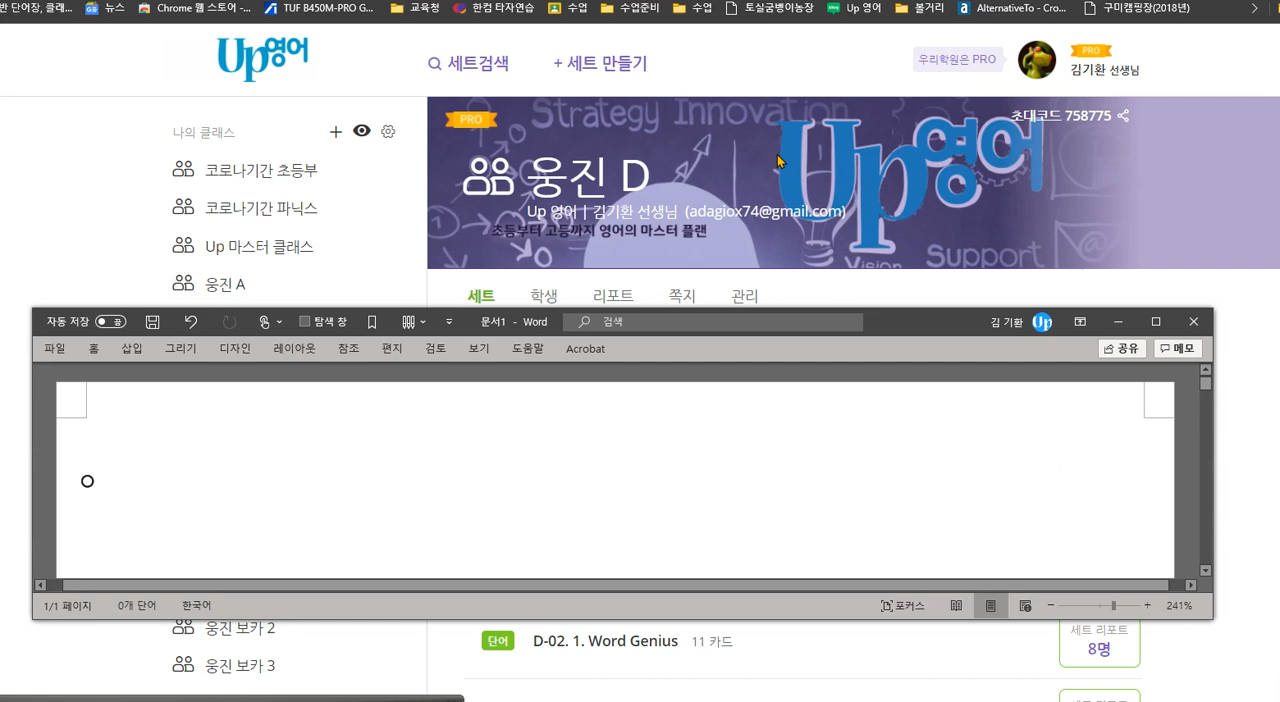 반 단어장, 클래... 뉴스 Chrome 웹 스토어 -... TUF B450M-PRO G... 교육청 한컴 타자연습 수업 수업준비 수업 토실굼벵이농장 Up 영어 볼거리 AlternativeTo - Cro... 구미캠핑장(2018년)
Up영어
세트검색
+ 세트 만들기
우리학원은 PRO
PRO
김기환 선생님
나의 클래스
코로나기간 초등부
코로나기간 파닉스
Up 마스터 클래스
웅진 A
PRO
Strategy Innovation
초대코드 758775
웅진 D
Up영어
Up 영어 | 김기환 선생님 (adagiox74@gmail.com)
초등부터 고등까지 영어의 마스터 플랜
Vision
Support
세트 학생 리포트 쪽지 관리
자동 저장 끔 탐색 창 문서1 - Word 검색 김 기환 Up
파일 홈 삽입 그리기 디자인 레이아웃 참조 편지 검토 보기 도움말 Acrobat 공유 메모
1/1 페이지 0개 단어 한국어 포커스 241%
웅진 보카 2
웅진 보카 3
단어 D-02. 1. Word Genius 11 카드
세트 리포트
8명